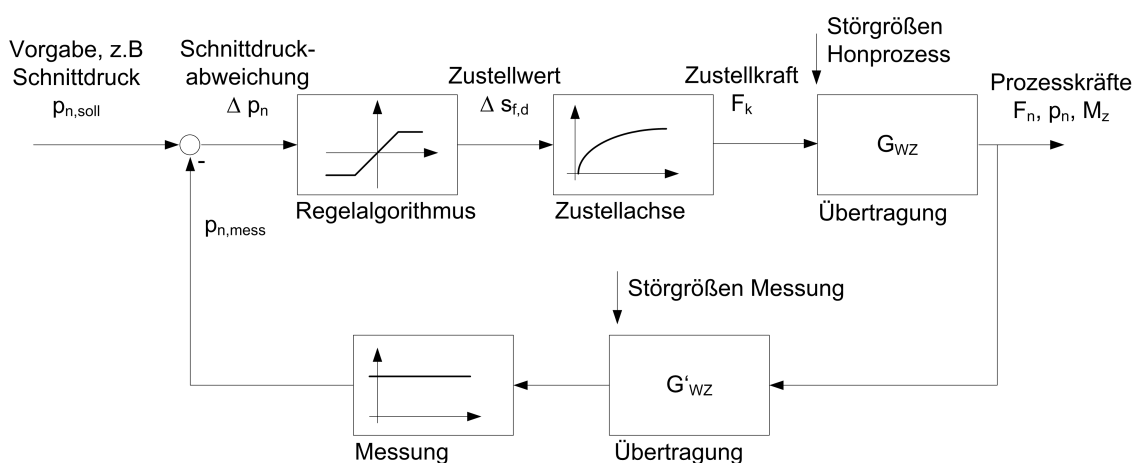 Vorgabe, z.B
Schnittdruck
pn,soll
Schnittdruck-
abweichung
Δ pn
Zustellwert
Δ sf,d
Zustellkraft
Fk
Störgrößen
Honprozess
Prozesskräfte
Fn, pn, Mz
-
GWZ
Regelalgorithmus
Zustellachse
Übertragung
pn,mess
Störgrößen Messung
G‘WZ
Messung
Übertragung